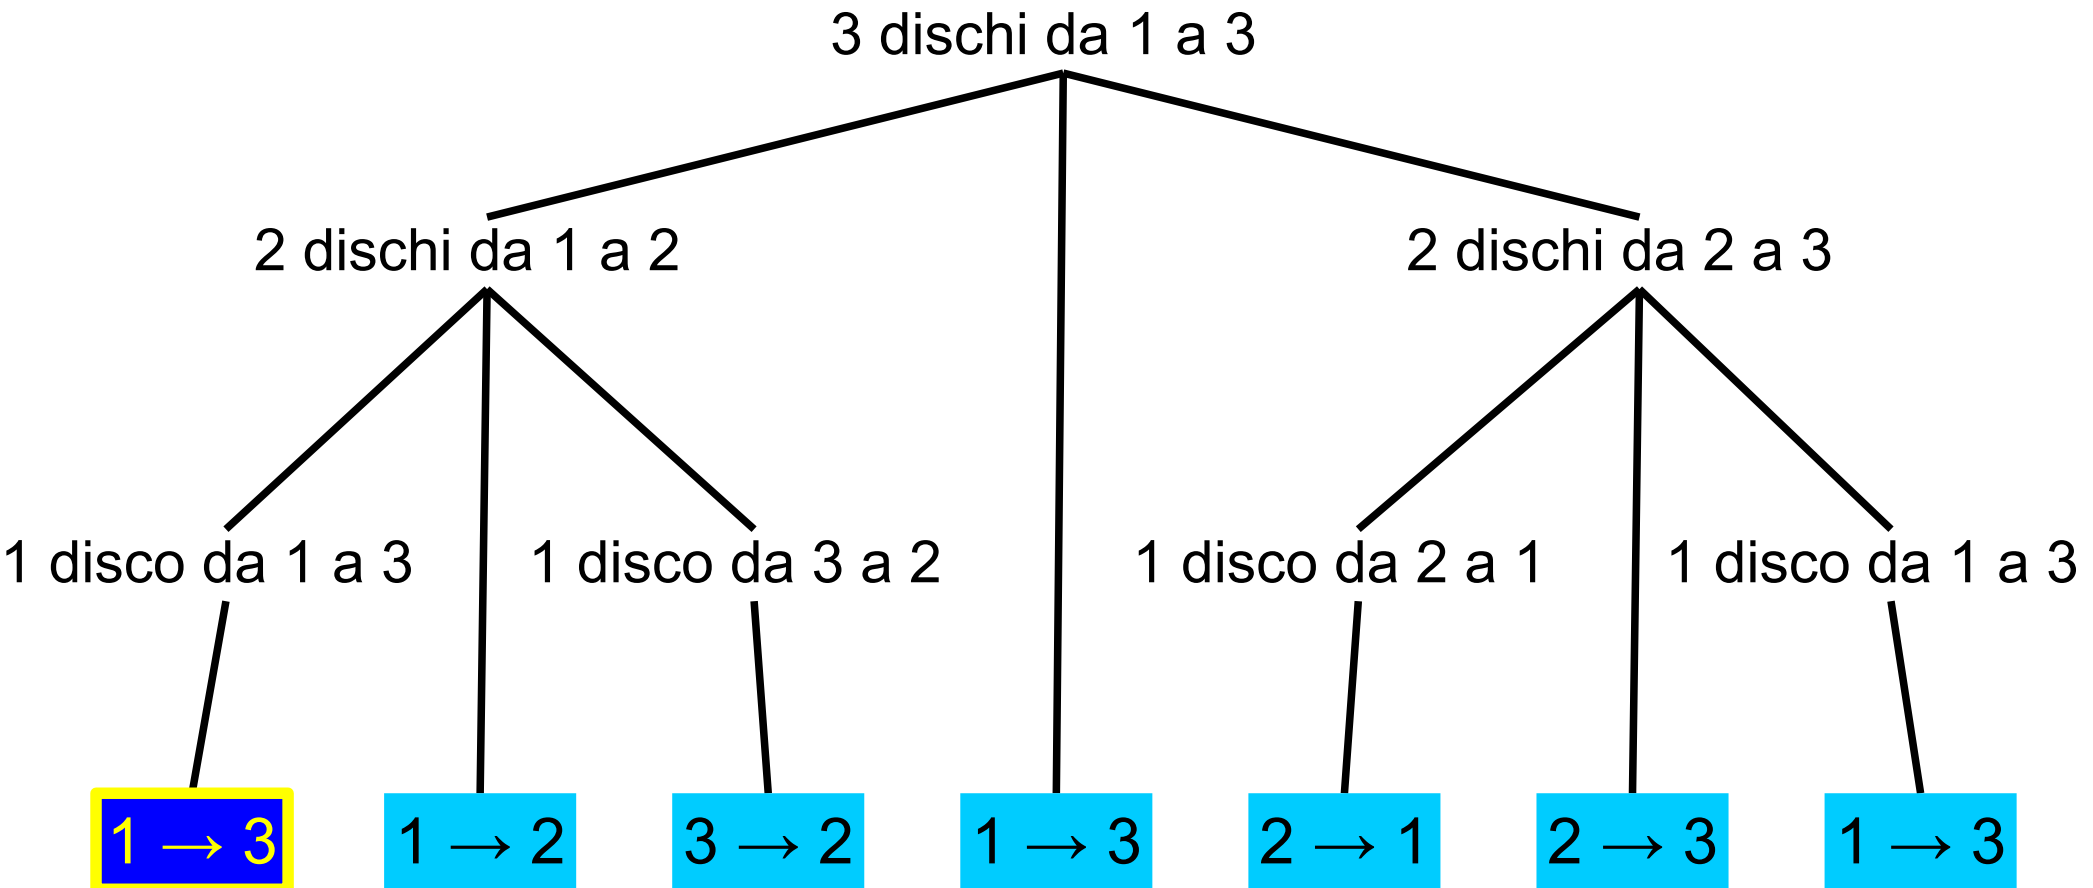 3 dischi da 1 a 3
2 dischi da 1 a 2
2 dischi da 2 a 3
1 disco da 1 a 3
1 disco da 3 a 2
1 disco da 2 a 1
1 disco da 1 a 3
1 → 3
1 → 2
3 → 2
1 → 3
2 → 1
2 → 3
1 → 3